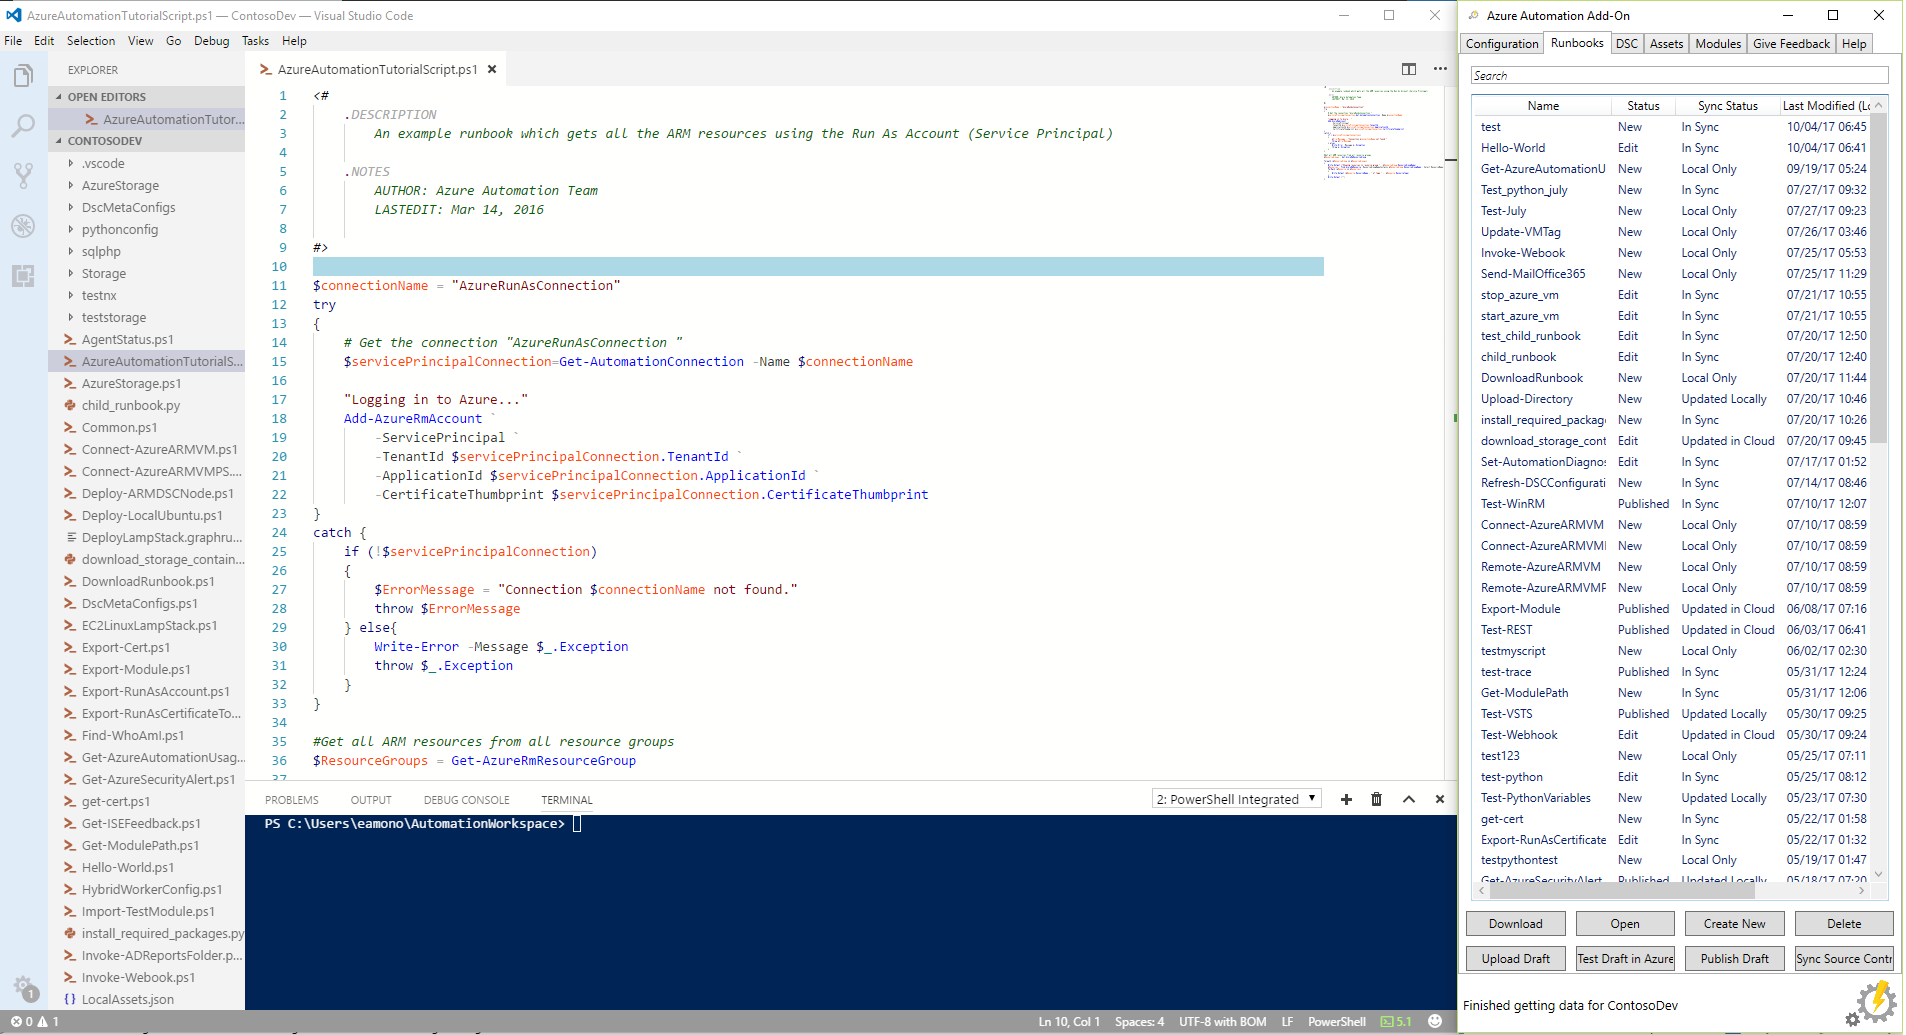 AzureAutomationTutorialScript.ps1 — ContosoDev — Visual Studio Code
File Edit Selection View Go Debug Tasks Help
EXPLORER
OPEN EDITORS
AzureAutomationTutor...
CONTOSODEV
.vscode
AzureStorage
DscMetaConfigs
pythonconfig
sqlphp
Storage
testnx
teststorage
AgentStatus.ps1
AzureAutomationTutorialS...
AzureStorage.ps1
child_runbook.py
Common.ps1
Connect-AzureARMVM.ps1
Connect-AzureARMVMPS....
Deploy-ARMDSCNode.ps1
Deploy-LocalUbuntu.ps1
DeployLampStack.graphru...
download_storage_contain...
DownloadRunbook.ps1
DscMetaConfigs.ps1
EC2LinuxLampStack.ps1
Export-Cert.ps1
Export-Module.ps1
Export-RunAsAccount.ps1
Export-RunAsCertificateTo...
Find-WhoAmI.ps1
Get-AzureAutomationUsag...
Get-AzureSecurityAlert.ps1
get-cert.ps1
Get-ISEFeedback.ps1
Get-ModulePath.ps1
Hello-World.ps1
HybridWorkerConfig.ps1
Import-TestModule.ps1
install_required_packages.py
Invoke-ADReportsFolder.p...
Invoke-Webook.ps1
{} LocalAssets.json
1
AzureAutomationTutorialScript.ps1
1 <#
2 .DESCRIPTION
3 An example runbook which gets all the ARM resources using the Run As Account (Service Principal)
4
5 .NOTES
6 AUTHOR: Azure Automation Team
7 LASTEDIT: Mar 14, 2016
8
9 #>
10
11 $connectionName = "AzureRunAsConnection"
12 try
13 {
14 # Get the connection "AzureRunAsConnection "
15 $servicePrincipalConnection=Get-AutomationConnection -Name $connectionName
16
17 "Logging in to Azure..."
18 Add-AzureRmAccount `
19 -ServicePrincipal `
20 -TenantId $servicePrincipalConnection.TenantId `
21 -ApplicationId $servicePrincipalConnection.ApplicationId `
22 -CertificateThumbprint $servicePrincipalConnection.CertificateThumbprint
23 }
24 catch {
25 if (!$servicePrincipalConnection)
26 {
27 $ErrorMessage = "Connection $connectionName not found."
28 throw $ErrorMessage
29 } else{
30 Write-Error -Message $_.Exception
31 throw $_.Exception
32 }
33 }
34
35 #Get all ARM resources from all resource groups
36 $ResourceGroups = Get-AzureRmResourceGroup
37
PROBLEMS OUTPUT DEBUG CONSOLE TERMINAL
2: PowerShell Integrated
PS C:\Users\eamono\AutomationWorkspace>
0 1
Ln 10, Col 1 Spaces: 4 UTF-8 with BOM LF PowerShell 5.1
Azure Automation Add-On
Configuration Runbooks DSC Assets Modules Give Feedback Help
Search
Name Status Sync Status Last Modified (Lo
test New In Sync 10/04/17 06:45
Hello-World Edit In Sync 10/04/17 06:41
Get-AzureAutomationU New Local Only 09/19/17 05:24
Test_python_july New In Sync 07/27/17 09:32
Test-July New Local Only 07/27/17 09:23
Update-VMTag New Local Only 07/26/17 03:46
Invoke-Webook New Local Only 07/25/17 05:53
Send-MailOffice365 New Local Only 07/25/17 11:29
stop_azure_vm Edit In Sync 07/21/17 10:55
start_azure_vm Edit In Sync 07/21/17 10:55
test_child_runbook Edit In Sync 07/20/17 12:50
child_runbook Edit In Sync 07/20/17 12:40
DownloadRunbook New Local Only 07/20/17 11:44
Upload-Directory New Updated Locally 07/20/17 10:46
install_required_package New In Sync 07/20/17 10:26
download_storage_cont Edit Updated in Cloud 07/20/17 09:45
Set-AutomationDiagnos Edit In Sync 07/17/17 01:52
Refresh-DSCConfigurati New In Sync 07/14/17 08:46
Test-WinRM Published In Sync 07/10/17 12:07
Connect-AzureARMVM New Local Only 07/10/17 08:59
Connect-AzureARMVMI New Local Only 07/10/17 08:59
Remote-AzureARMVM New Local Only 07/10/17 08:59
Remote-AzureARMVMP New Local Only 07/10/17 08:59
Export-Module Published Updated in Cloud 06/08/17 07:16
Test-REST Published Updated in Cloud 06/03/17 06:41
testmyscript New Local Only 06/02/17 02:30
test-trace Published In Sync 05/31/17 12:24
Get-ModulePath New In Sync 05/31/17 12:06
Test-VSTS Published Updated Locally 05/30/17 09:25
Test-Webhook Edit Updated in Cloud 05/30/17 09:24
test123 New Local Only 05/25/17 07:11
test-python Edit In Sync 05/25/17 08:12
Test-PythonVariables New Updated Locally 05/23/17 07:30
get-cert New In Sync 05/22/17 01:58
Export-RunAsCertificate Edit In Sync 05/22/17 01:32
testpythontest New Local Only 05/19/17 01:47
Get-AzureSecurityAlert Published Updated Locally 05/18/17 07:20
Download Open Create New Delete
Upload Draft Test Draft in Azure Publish Draft Sync Source Contr
Finished getting data for ContosoDev